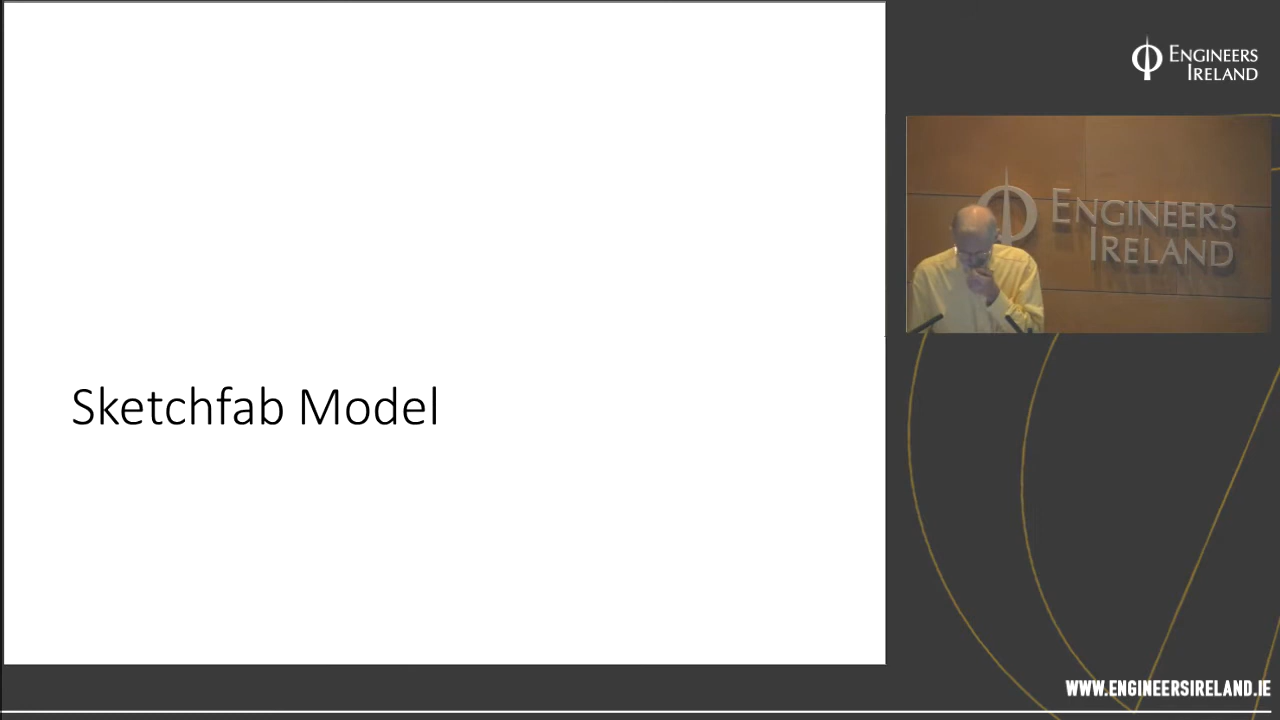 Sketchfab Model
ENGINEERS
IRELAND
ENGINEERS
IRELAND
WWW.ENGINEERSIRELAND.IE